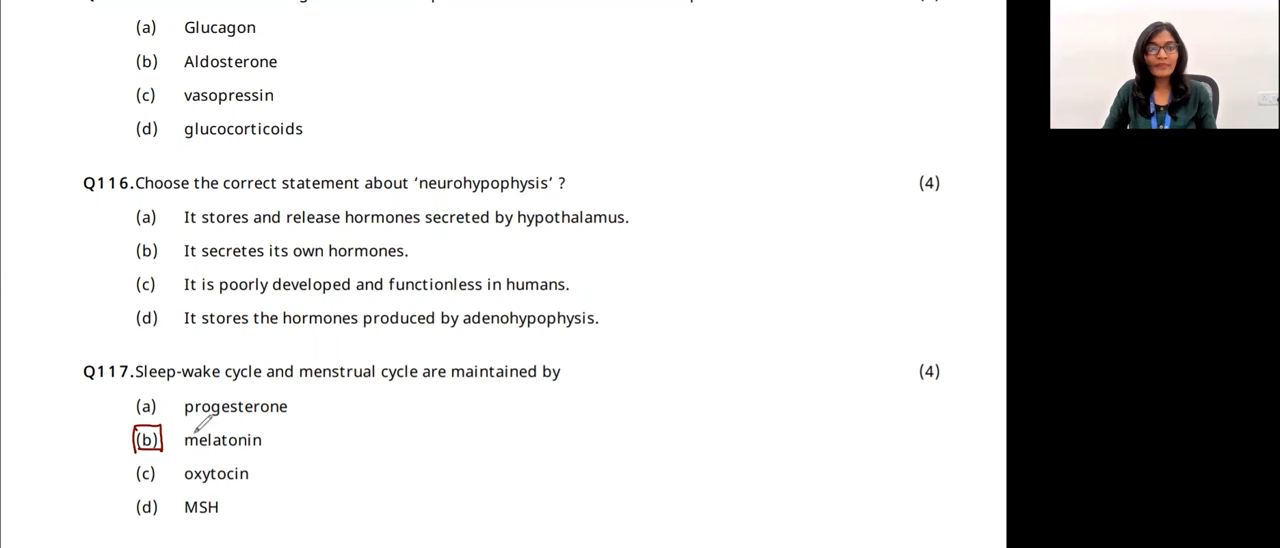 (a) Glucagon
(b) Aldosterone
(c) vasopressin
(d) glucocorticoids
Q116.Choose the correct statement about ‘neurohypophysis’ ? (4)
(a) It stores and release hormones secreted by hypothalamus.
(b) It secretes its own hormones.
(c) It is poorly developed and functionless in humans.
(d) It stores the hormones produced by adenohypophysis.
Q117.Sleep-wake cycle and menstrual cycle are maintained by (4)
(a) progesterone
(b) melatonin
(c) oxytocin
(d) MSH